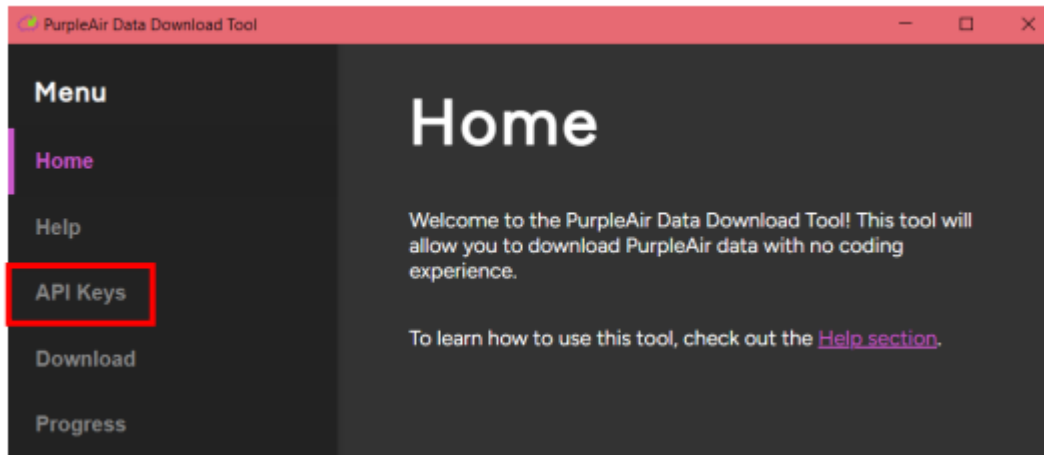 PurpleAir Data Download Tool
Menu
Home
Help
API Keys
Download
Progress
Home
Welcome to the PurpleAir Data Download Tool! This tool will
allow you to download PurpleAir data with no coding
experience.
To learn how to use this tool, check out the Help section.